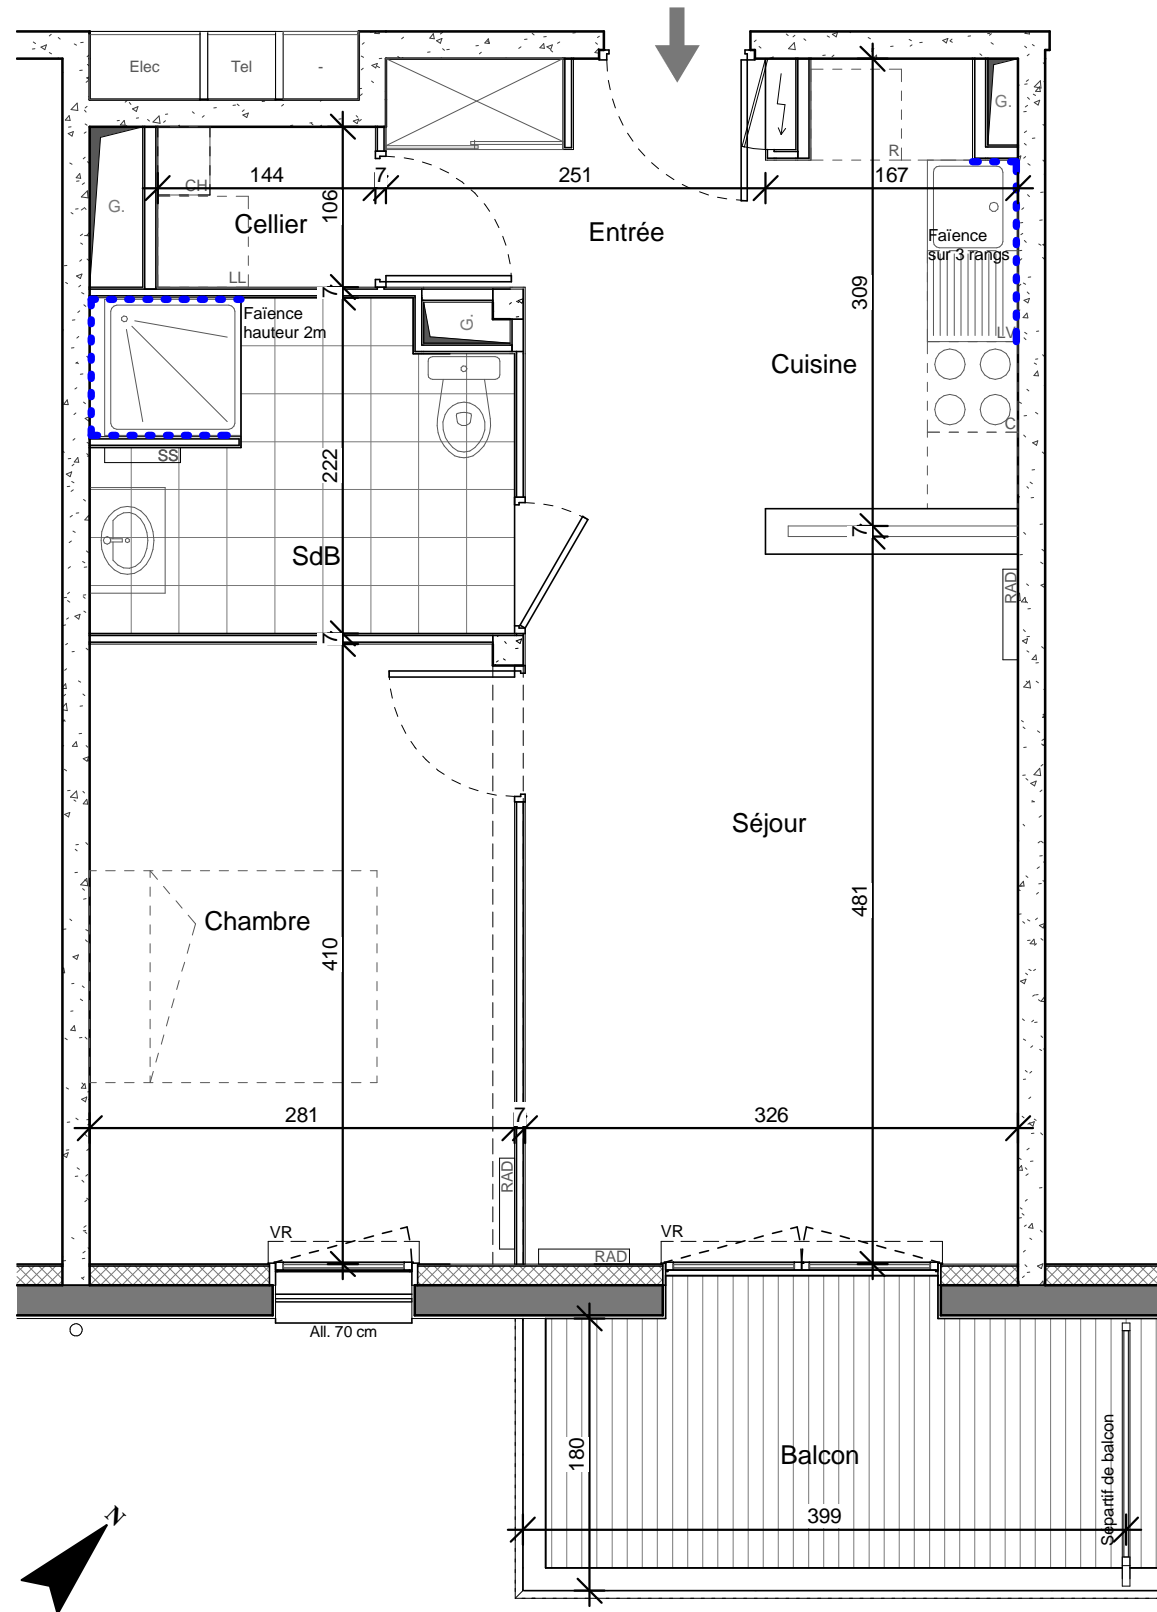 Elec
Tel
-
G.
R
144
7
251
167
CH
106
G.
Cellier
Entrée
Faïence
sur 3 rangs
LL
7
309
Faïence
hauteur 2m
G.
LV
Cuisine
C
SS
222
7
SdB
RAD
7
Séjour
481
Chambre
410
281
7
326
RAD
VR
RAD
VR
All. 70 cm
180
Balcon
399
Separtif de balcon
N